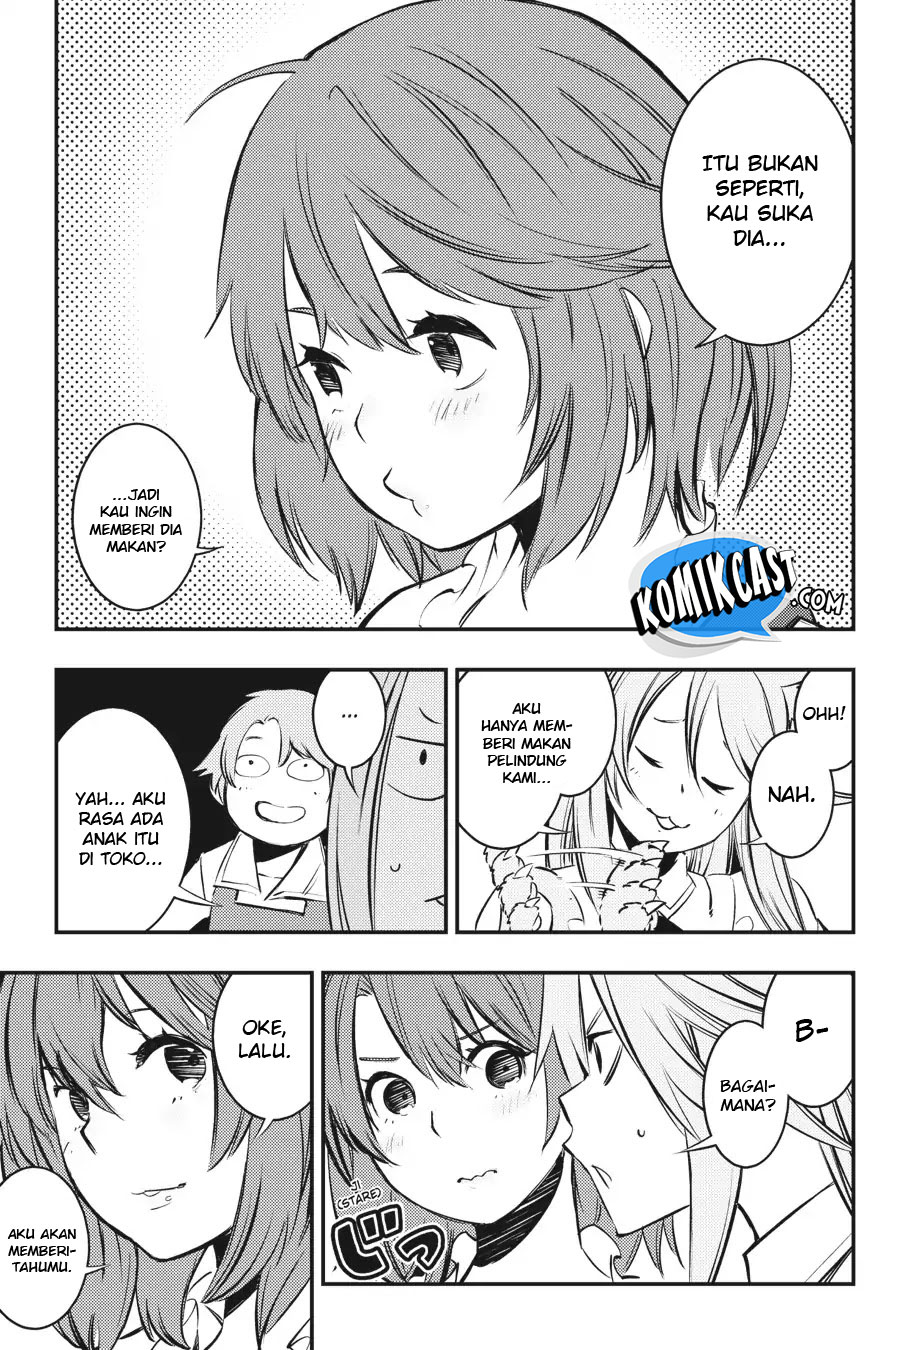 ITU BUKAN
SEPERTI,
KAU SUKA
DIA...
...JADI
KAU INGIN
MEMBERI DIA
MAKAN?
KOMIKCAST
.COM
OHH!
NAH.
AKU
HANYA MEM-
BERI MAKAN
PELINDUNG
KAMI...
...
YAH... AKU
RASA ADA
ANAK ITU
DI TOKO...
B-
BAGAI-
MANA?
JI
(STARE)
じっ
OKE,
LALU.
AKU AKAN
MEMBERI-
TAHUMU.